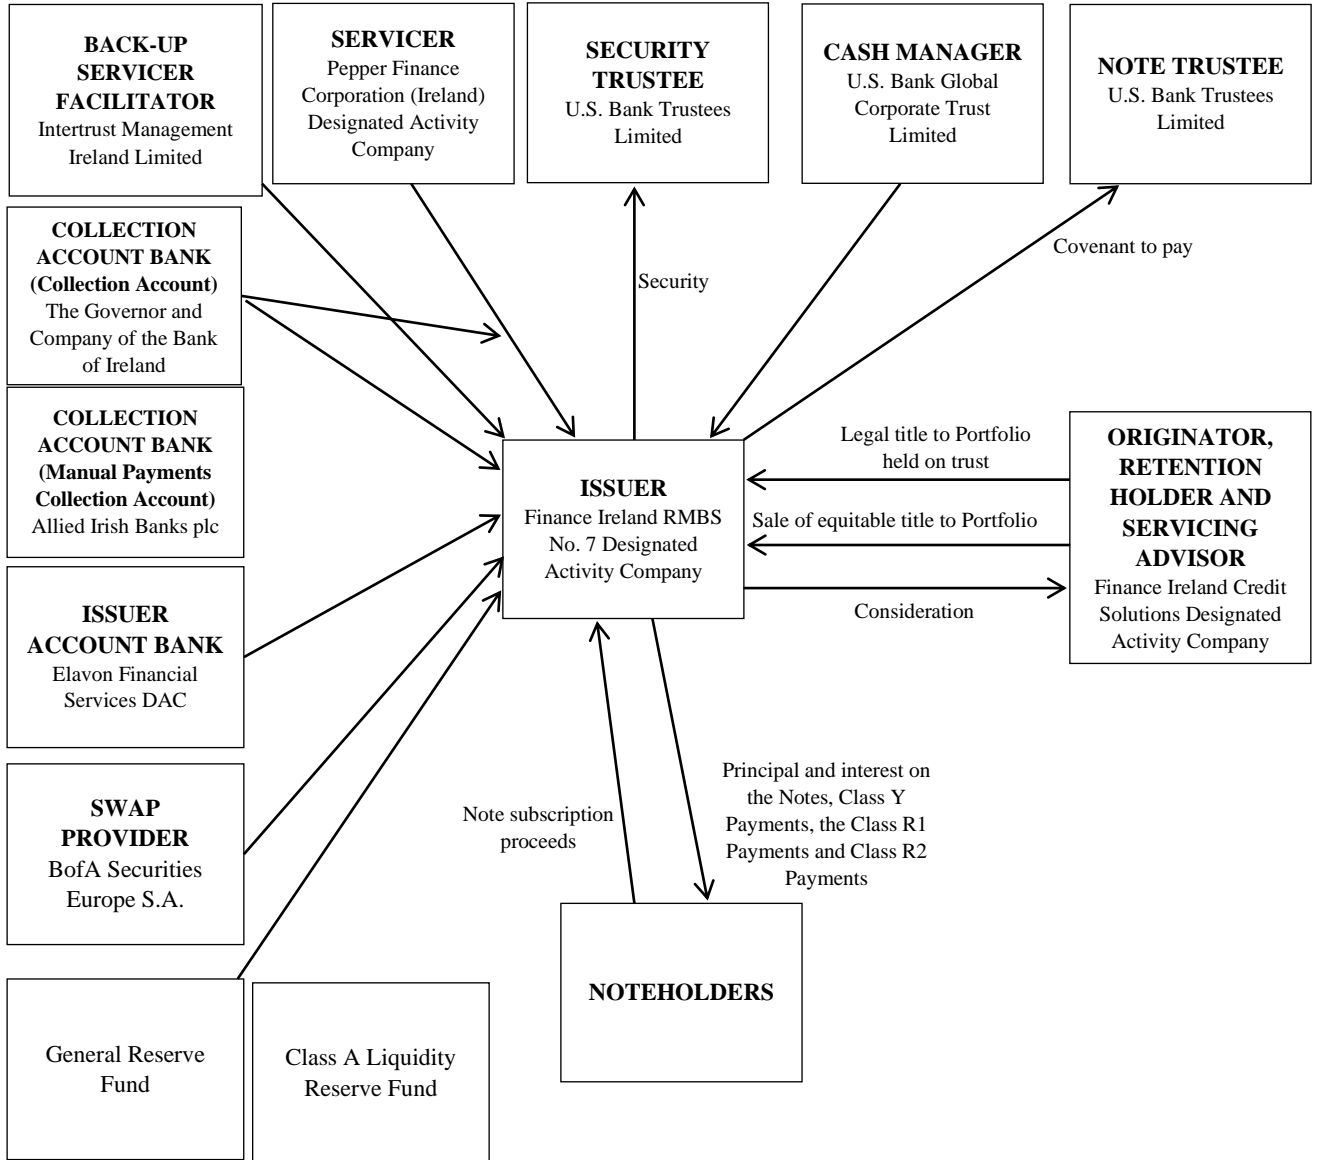 BACK-UP
SERVICER
FACILITATOR
Intertrust Management
Ireland Limited
SERVICER
Pepper Finance
Corporation (Ireland)
Designated Activity
Company
SECURITY
TRUSTEE
U.S. Bank Trustees
Limited
CASH MANAGER
U.S. Bank Global
Corporate Trust
Limited
NOTE TRUSTEE
U.S. Bank Trustees
Limited
COLLECTION
ACCOUNT BANK
(Collection Account)
The Governor and
Company of the Bank
of Ireland
Security
Covenant to pay
COLLECTION
ACCOUNT BANK
(Manual Payments
Collection Account)
Allied Irish Banks plc
ISSUER
Finance Ireland RMBS
No. 7 Designated
Activity Company
Legal title to Portfolio
held on trust
Sale of equitable title to Portfolio
Consideration
ORIGINATOR,
RETENTION
HOLDER AND
SERVICING
ADVISOR
Finance Ireland Credit
Solutions Designated
Activity Company
ISSUER
ACCOUNT BANK
Elavon Financial
Services DAC
SWAP
PROVIDER
BofA Securities
Europe S.A.
Note subscription
proceeds
Principal and interest on
the Notes, Class Y
Payments, the Class R1
Payments and Class R2
Payments
NOTEHOLDERS
General Reserve
Fund
Class A Liquidity
Reserve Fund